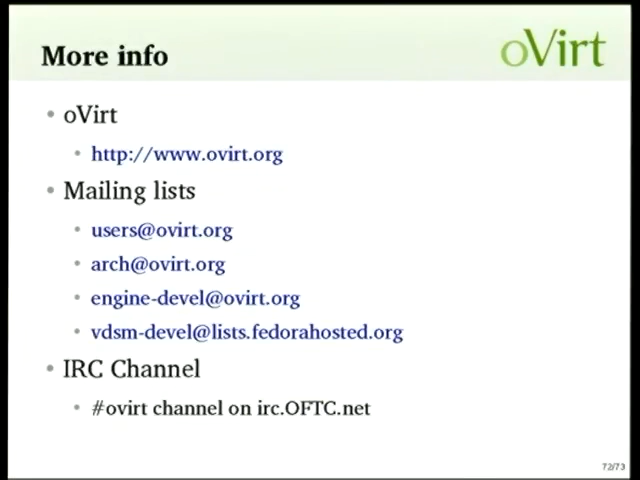 More info
oVirt
• oVirt
• http://www.ovirt.org
• Mailing lists
• users@ovirt.org
• arch@ovirt.org
• engine-devel@ovirt.org
• vdsm-devel@lists.fedorahosted.org
• IRC Channel
• #ovirt channel on irc.OFTC.net
72/73